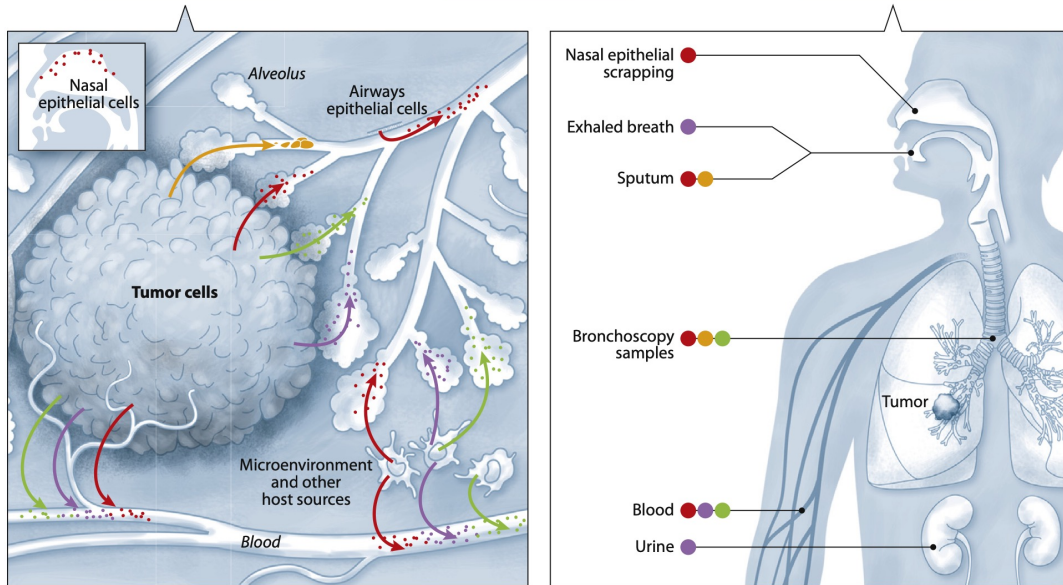 Nasal
epithelial cells
Alveolus
Airways
epithelial cells
Tumor cells
Microenvironment
and other
host sources
Blood
Nasal epithelial
scrapping
Exhaled breath
Sputum
Bronchoscopy
samples
Tumor
Blood
Urine